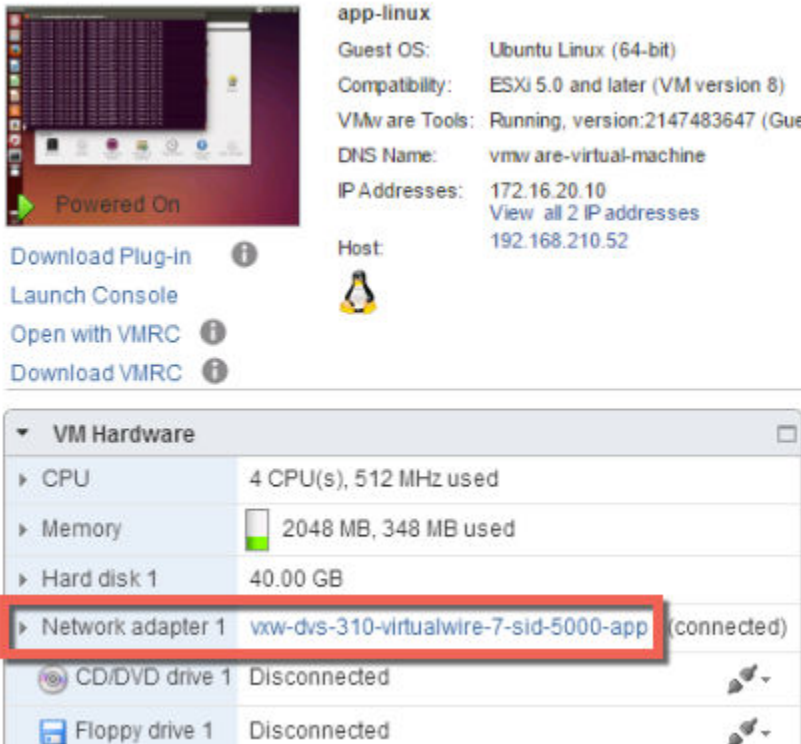 app-linux
Guest OS: Ubuntu Linux (64-bit)
Compatibility: ESXi 5.0 and later (VM version 8)
VMware Tools: Running, version:2147483647 (Gue
DNS Name: vmware-virtual-machine
IP Addresses: 172.16.20.10
View all 2 IP addresses
Host: 192.168.210.52
Powered On
Download Plug-in
Launch Console
Open with VMRC
Download VMRC
VM Hardware
CPU 4 CPU(s), 512 MHz used
Memory 2048 MB, 348 MB used
Hard disk 1 40.00 GB
Network adapter 1 vxw-dvs-310-virtualwire-7-sid-5000-app (connected)
CD/DVD drive 1 Disconnected
Floppy drive 1 Disconnected